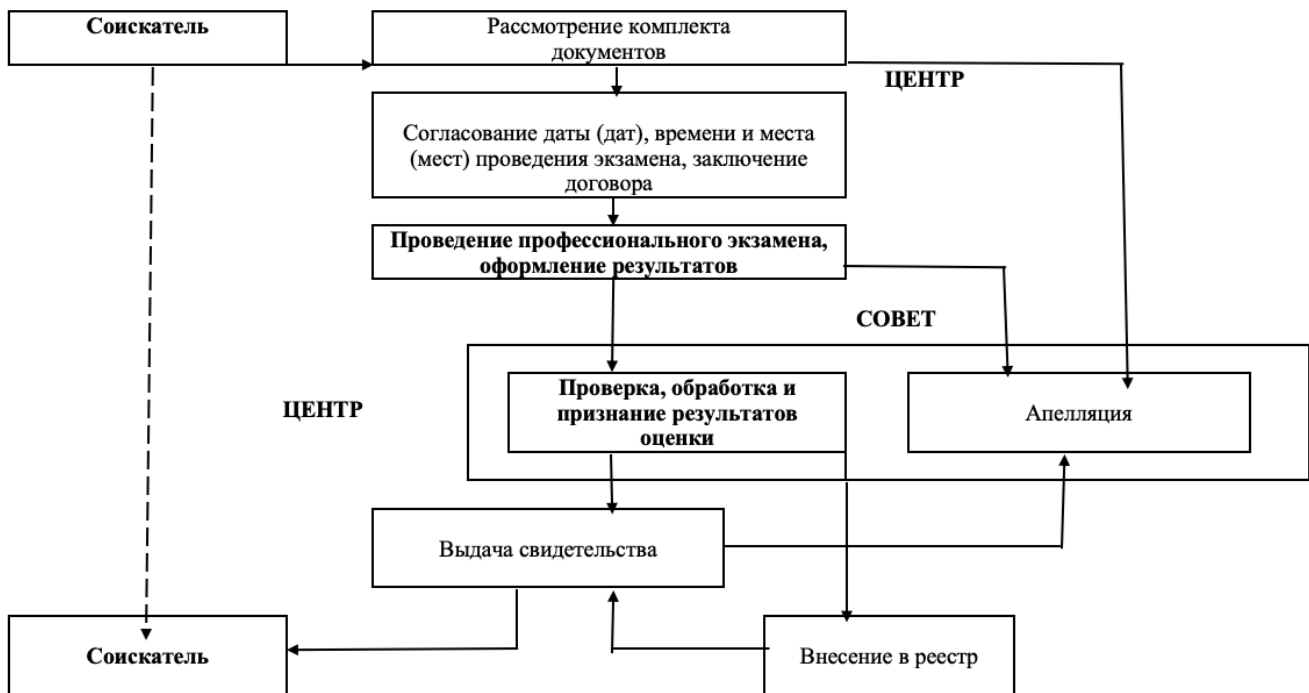 Соискатель
Рассмотрение комплекта
документов
ЦЕНТР
Согласование даты (дат), времени и места
(мест) проведения экзамена, заключение
договора
Проведение профессионального экзамена,
оформление результатов
СОВЕТ
ЦЕНТР
Проверка, обработка и
признание результатов
оценки
Апелляция
Выдача свидетельства
Соискатель
Внесение в реестр